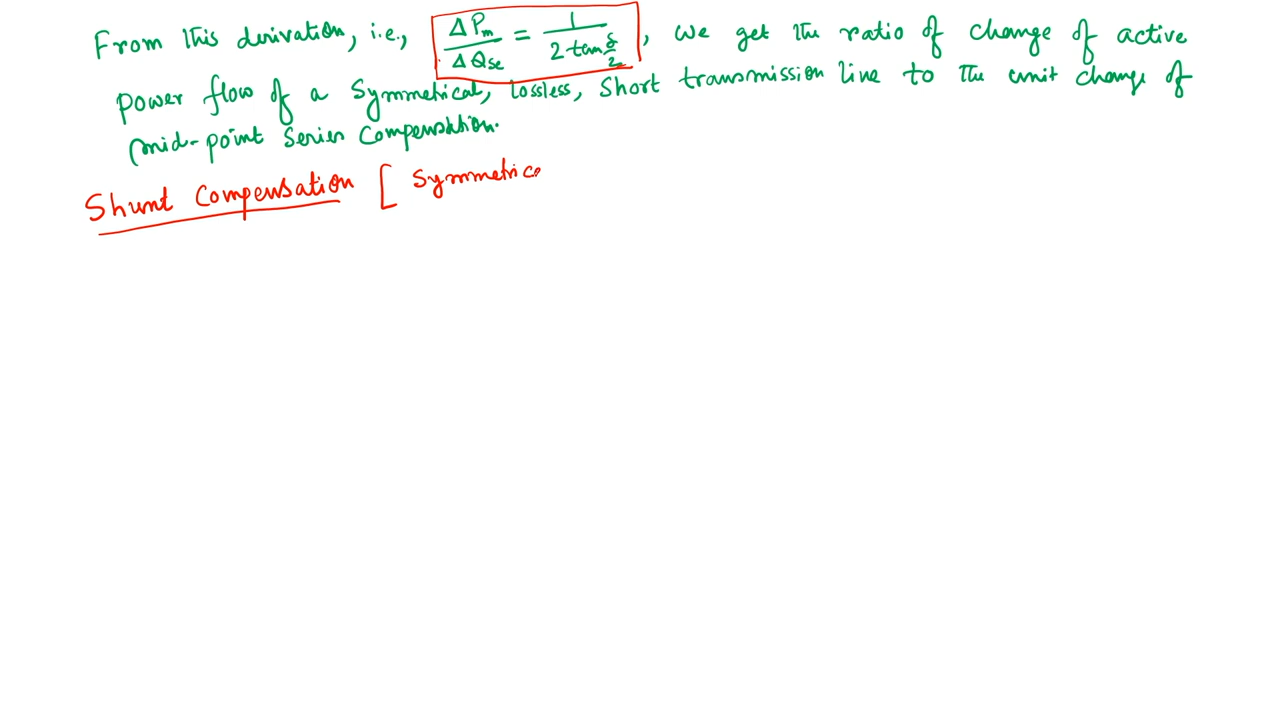 From this derivation, i.e., ΔPm/ΔQse = 1/(2 tan δ/2), we get the ratio of change of active
power flow of a Symmetrical, lossless, Short transmission line to the unit change of
mid-point Series Compensation.
Shunt Compensation [ Symmetrica